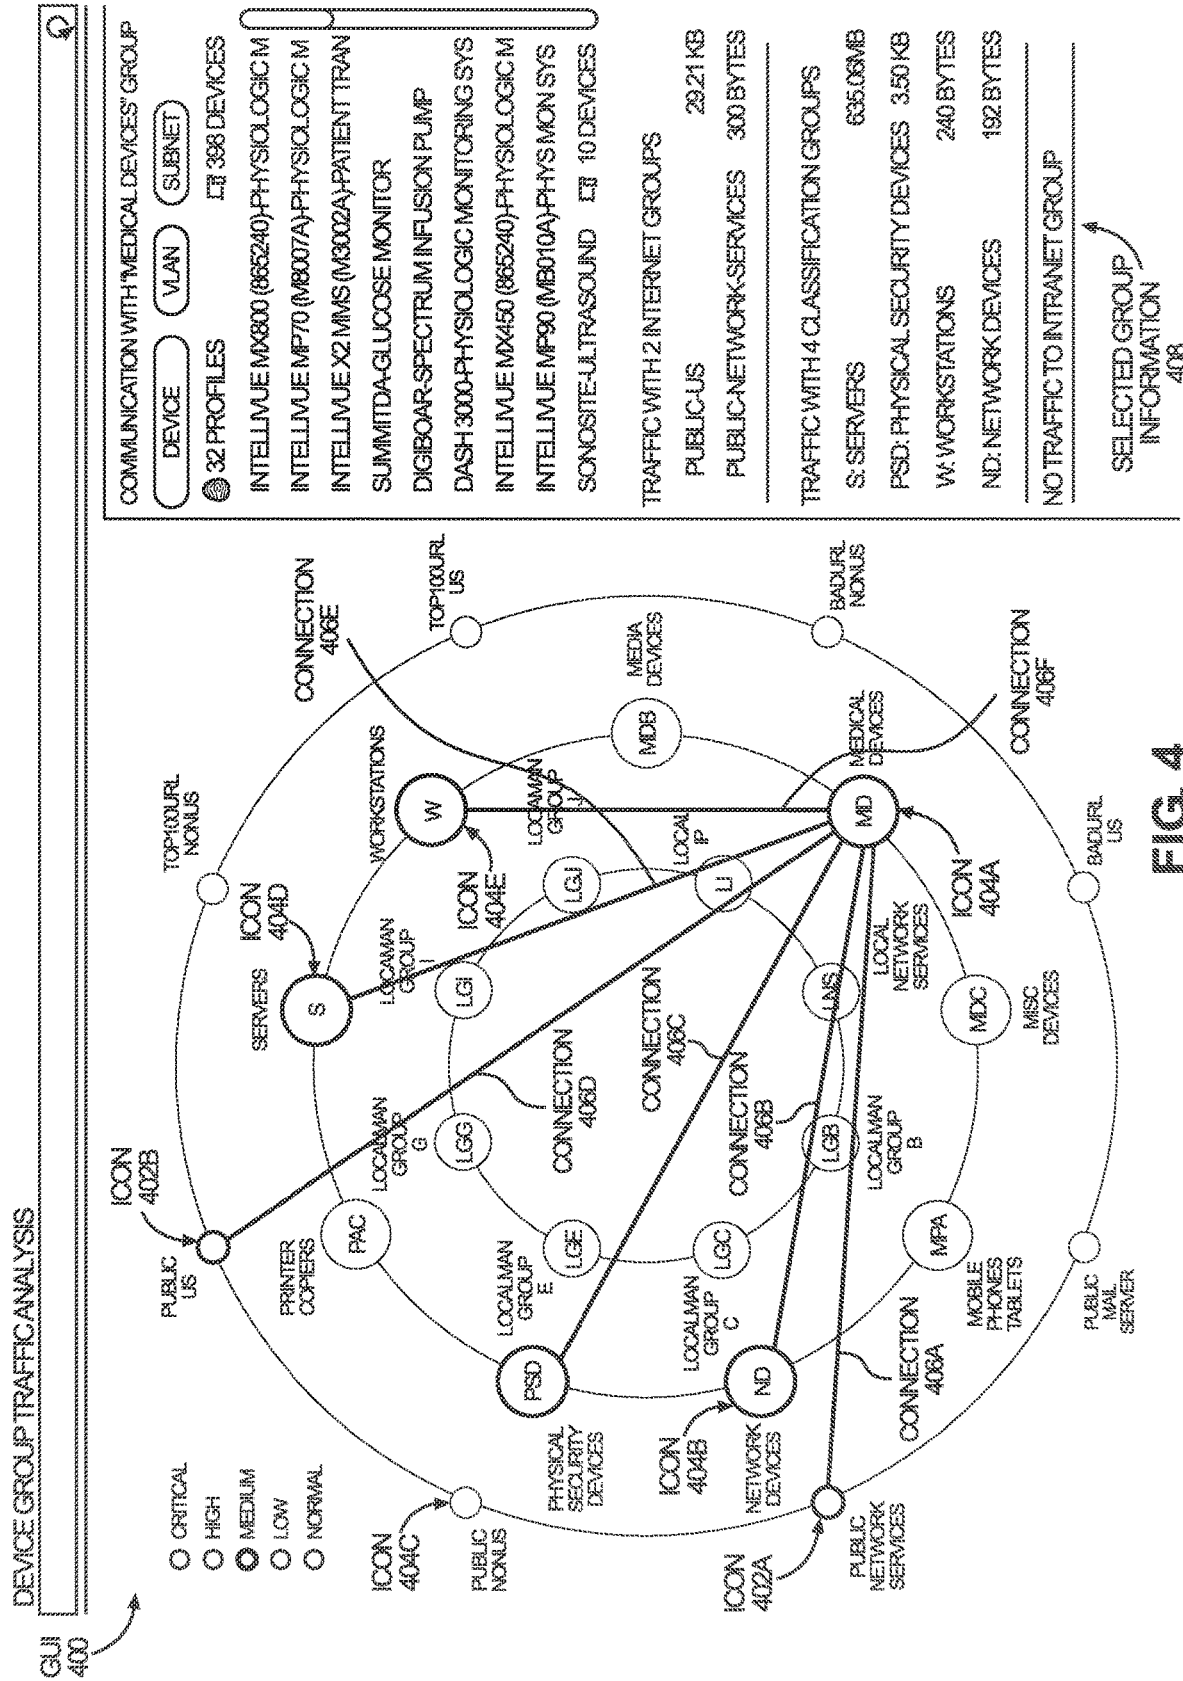 DEVICE GROUP TRAFFIC ANALYSIS
GUI
400
CRITICAL
HIGH
MEDIUM
LOW
NORMAL
ICON
402B
PUBLIC
US
ICON
404D
SERVERS
S
TOP100URL
NONUS
CONNECTION
406E
TOP100URL
US
WORKSTATIONS
W
ICON
404E
PRINTER
COPIERS
PAC
LOCALMAN
GROUP
G
LGG
LOCAMAN
GROUP
I
LGI
LOCAMAIN
GROUP
J
LGJ
MEDIA
DEVICES
MDB
CONNECTION
406D
LOCAL
IP
LI
ICON
404C
PUBLIC
NONUS
PHYSICAL
SECURITY
DEVICES
PSD
LOCALMAN
GROUP
E
LGE
CONNECTION
406C
LOCALMAN
GROUP
C
LGC
CONNECTION
406B
LGB
LOCALMAN
GROUP
B
LNS
LOCAL
NETWORK
SERVICES
MEDICAL
DEVICES
MD
BADURL
NONUS
CONNECTION
406F
ICON
404B
NETWORK
DEVICES
ND
ICON
402A
PUBLIC
NETWORK
SERVICES
CONNECTION
406A
MPA
MOBILE
PHONES
TABLETS
MDC
MISC
DEVICES
ICON
404A
PUBLIC
MAIL
SERVER
BADURL
US
COMMUNICATION WITH "MEDICAL DEVICES" GROUP
DEVICE VLAN SUBNET
32 PROFILES 398 DEVICES
INTELLIVUE MX800 (865240)-PHYSIOLOGIC M
INTELLIVUE MP70 (M8007A)-PHYSIOLOGIC M
INTELLIVUE X2 MMS (M3002A)-PATIENT TRAN
SUMMITDA-GLUCOSE MONITOR
DIGIBOAR-SPECTRUM INFUSION PUMP
DASH 3000-PHYSIOLOGIC MONITORING SYS
INTELLIVUE MX450 (865240)-PHYSIOLOGIC M
INTELLIVUE MP90 (M8010A)-PHYS MON SYS
SONOSITE-ULTRASOUND 10 DEVICES
TRAFFIC WITH 2 INTERNET GROUPS
PUBLIC-US 29.21 KB
PUBLIC-NETWORK-SERVICES 300 BYTES
TRAFFIC WITH 4 CLASSIFICATION GROUPS
S: SERVERS 635.06MB
PSD: PHYSICAL SECURITY DEVICES 3.50 KB
W: WORKSTATIONS 240 BYTES
ND: NETWORK DEVICES 192 BYTES
NO TRAFFIC TO INTRANET GROUP
SELECTED GROUP
INFORMATION
408
FIG. 4